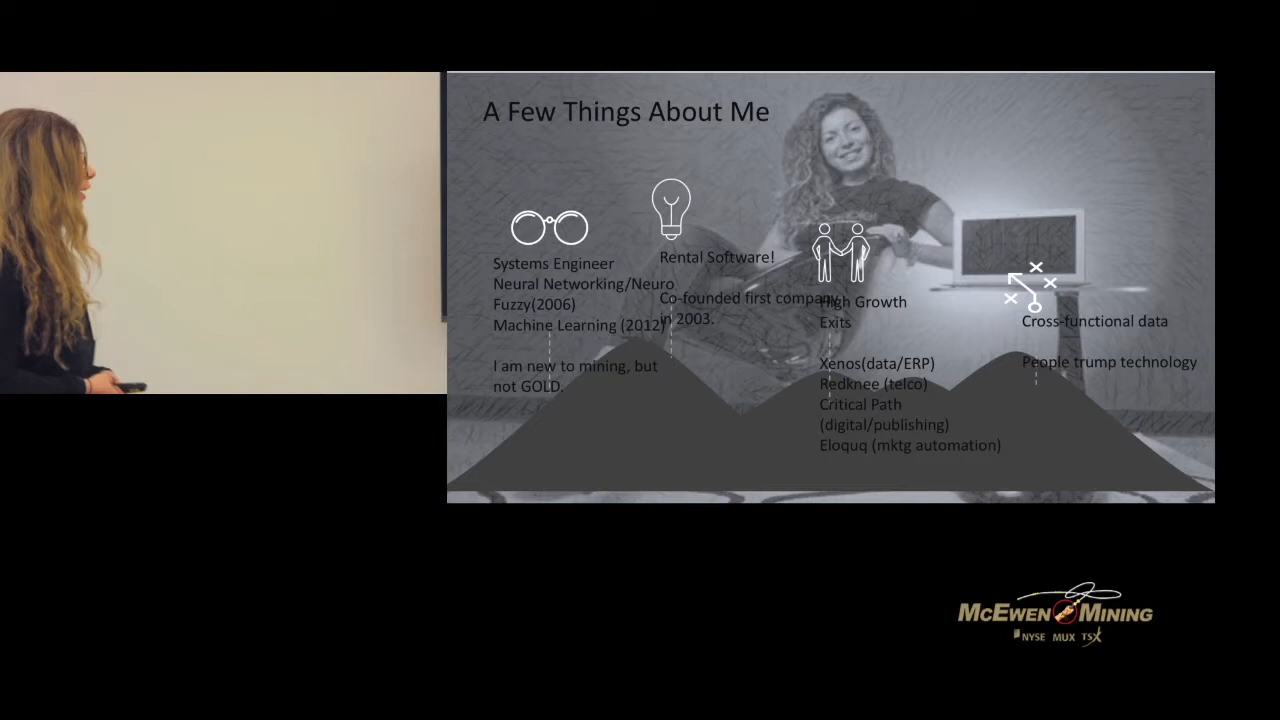 A Few Things About Me
Systems Engineer
Neural Networking/Neuro
Fuzzy(2006)
Machine Learning (2012)
I am new to mining, but
not GOLD.
Rental Software!
Co-founded first company
in 2003.
High Growth
Exits
Xenos(data/ERP)
Redknee (telco)
Critical Path
(digital/publishing)
Eloquq (mktg automation)
Cross-functional data
People trump technology
MCEWEN MINING
NYSE MUX TSX